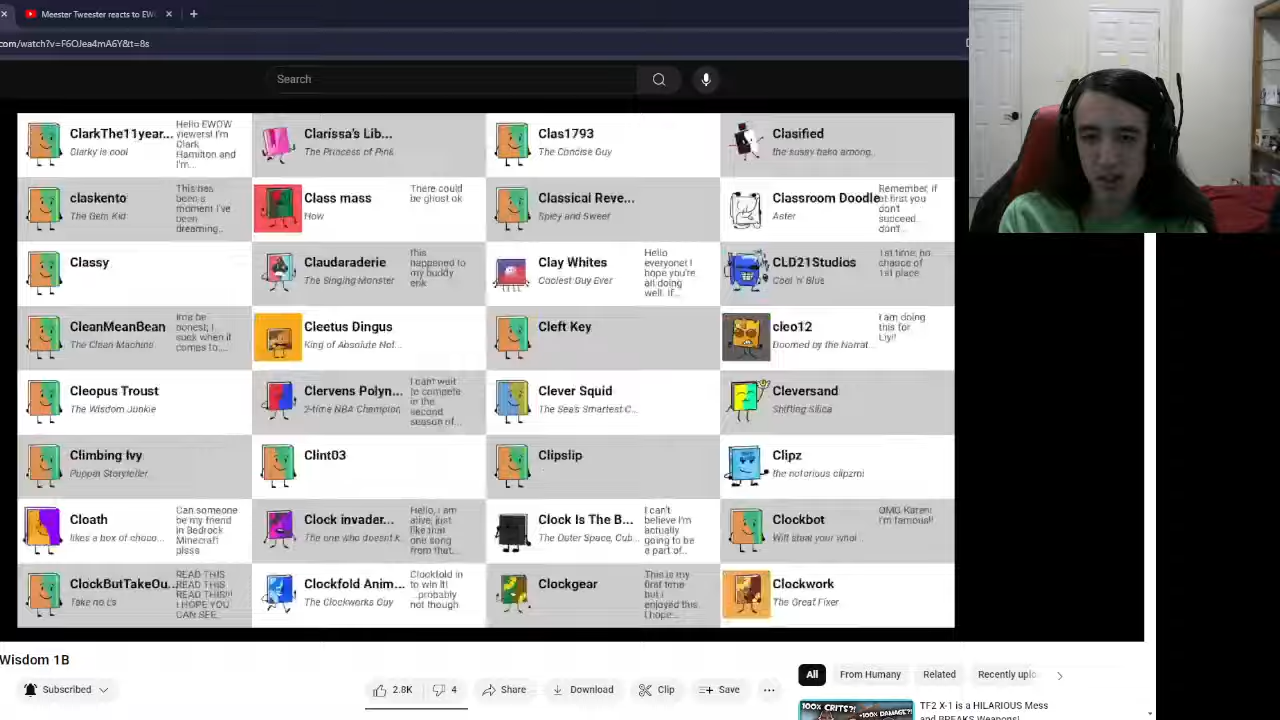 Meester Tweester reacts to EW
com/watch?v=F6OJea4mA6Y&t=8s
Search
ClarkThe11year...
Clarky is cool
Hello EWOW
viewers! I'm
Clark
Hamilton and
I'm...
Clarissa's Lib...
The Princess of Pink
Clas1793
The Concise Guy
Clasified
the sussy baka among...
claskento
The Gem Kid
This has
been a
moment I've
been
dreaming...
Class mass
How
There could
be ghost ok
Classical Reve...
Spicy and Sweet
Classroom Doodle
Aster
Remember, if
at first you
don't
succeed..
don't...
Classy
Claudaraderie
The Singing Monster
this
happened to
my buddy
erik
Clay Whites
Coolest Guy Ever
Hello
everyone! I
hope you're
all doing
well. If...
CLD21Studios
Cool 'n' Blue
1st time, no
chance of
1st place
CleanMeanBean
The Clean Machine
honest, I
suck when it
comes to....
Cleetus Dingus
King of Absolute Not...
Cleft Key
cleo12
Doomed by the Narrat...
I am doing
this for
Cleopus Troust
The Wisdom Junkie
Clervens Polyn...
2-time NBA Champion
I can't wait
to compete
in the
second
season of...
Clever Squid
The Sea's Smartest C...
Cleversand
Shifting Silica
Climbing Ivy
Puppet Storyteller
Clint03
Clipslip
Clipz
the notorious clipzmi
Cloath
likes a box of choco...
Can someone
be my friend
in Bedrock
Minecraft
Clock invader...
The one who doesn't k...
Hello, i am
alive, just
like that
one song
from that...
Clock Is The B...
The Outer Space, Cub...
I can't
believe I'm
actually
going to be
a part of...
Clockbot
Will steal your whol...
OMG Karen!
I'm famous!!
ClockButTakeOu...
Take no L's
READ THIS
READ THIS
READ THIS!!
I HOPE YOU
CAN SEE..
Clockfold Anim...
The Clockworks Guy
Clockfold in
to win it!
...probably
not though
Clockgear
This is my
first time
but i
enjoyed this
I hope...
Clockwork
The Great Fixer
Wisdom 1B
Subscribed
2.8K
4
Share
Download
Clip
Save
All
From Humany
Related
Recently uplo
100% CRITS?!
100% DAMAGE?!
TF2 X-1 is a HILARIOUS Mess
and BREAKS Weapons!